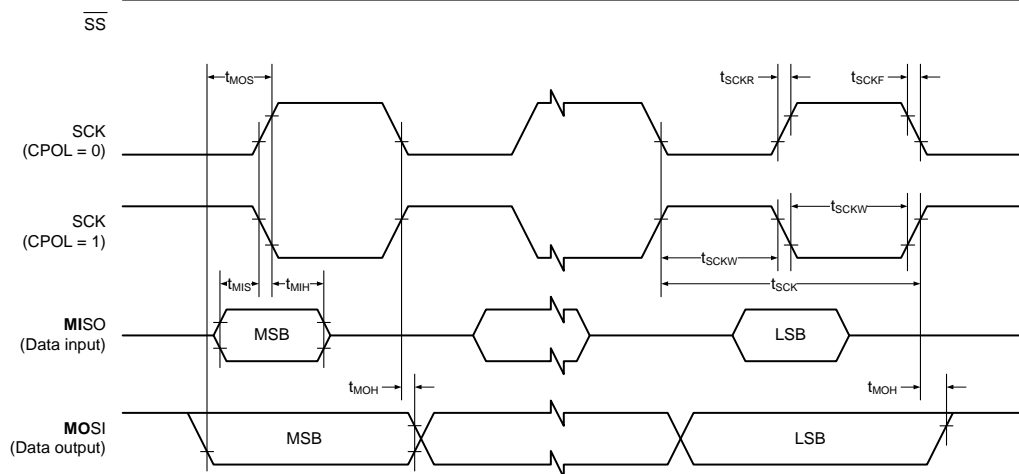 SS
tMOS
tSCKR
tSCKF
SCK
(CPOL = 0)
SCK
(CPOL = 1)
tSCKW
tSCKW
tMIS
tMIH
tSCK
MISO
(Data input)
MSB
LSB
tMOH
tMOH
MOSI
(Data output)
MSB
LSB